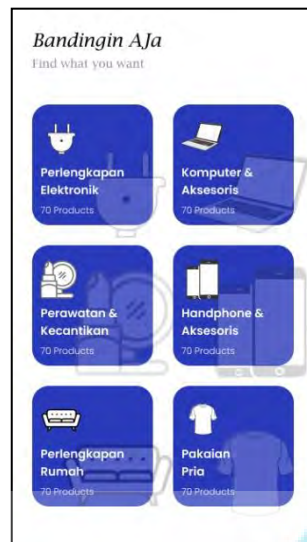 Bandingin AJa
Find what you want
Perlengkapan
Elektronik
70 Products
Komputer &
Aksesoris
70 Products
Perawatan &
Kecantikan
70 Products
Handphone &
Aksesoris
70 Products
Perlengkapan
Rumah
70 Products
Pakaian
Pria
70 Products